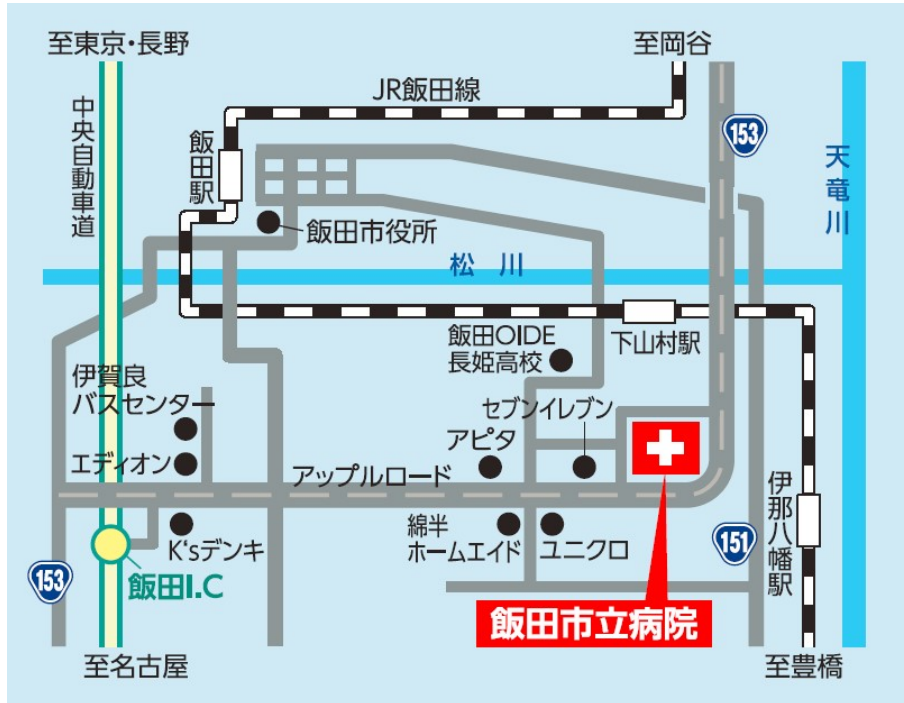 至東京・長野
至岡谷
JR飯田線
中央自動車道
飯田駅
153
天竜川
飯田市役所
松川
飯田OIDE
長姫高校
下山村駅
伊賀良
バスセンター
セブンイレブン
アピタ
エディオン
アップルロード
伊那八幡駅
綿半
ホームエイド
ユニクロ
K'sデンキ
151
153
飯田I.C
飯田市立病院
至名古屋
至豊橋